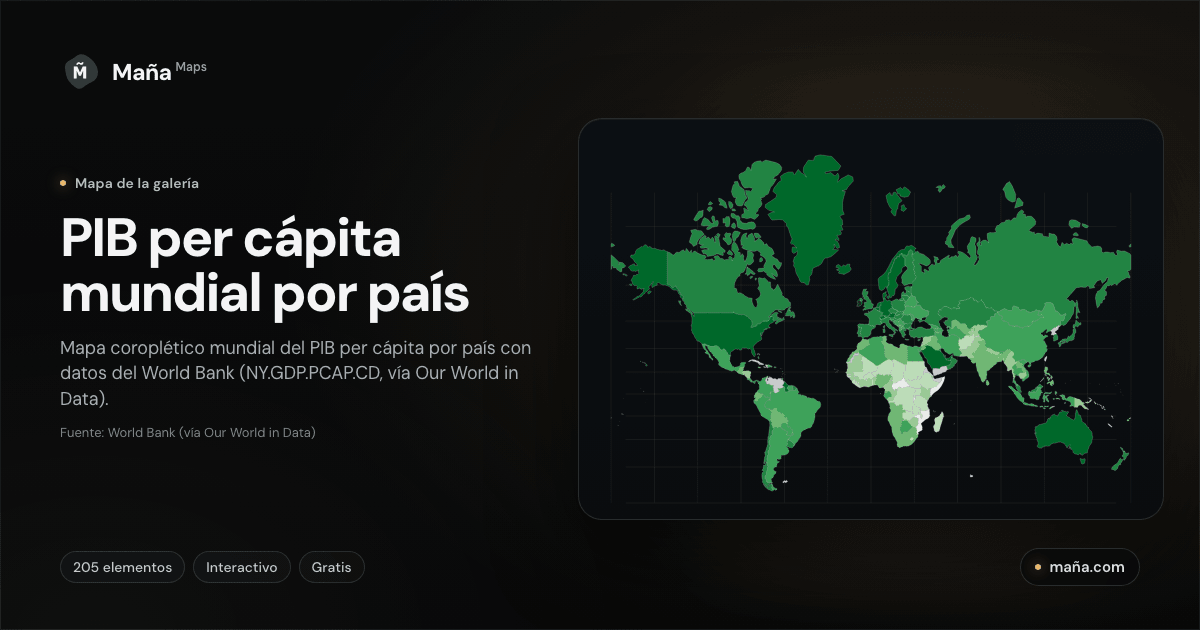 M̃
Maña Maps
Mapa de la galería
PIB per cápita
mundial por país
Mapa coroplético mundial del PIB per cápita por país con
datos del World Bank (NY.GDP.PCAP.CD, vía Our World in
Data).
Fuente: World Bank (vía Our World in Data)
205 elementos
Interactivo
Gratis
maña.com